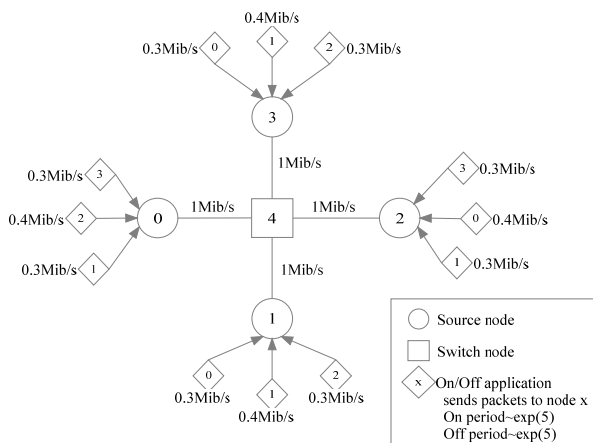 0.4Mib/s
0.3Mib/s 0 1 2 0.3Mib/s
3
1Mib/s
0.3Mib/s 3
3 0.3Mib/s
0.4Mib/s 2 0 1Mib/s 4 1Mib/s 2 0 0.4Mib/s
0.3Mib/s 1
1 0.3Mib/s
1Mib/s
1
0 1 2
0.3Mib/s 0.4Mib/s 0.3Mib/s
Source node
Switch node
x On/Off application
sends packets to node x
On period~exp(5)
Off period~exp(5)